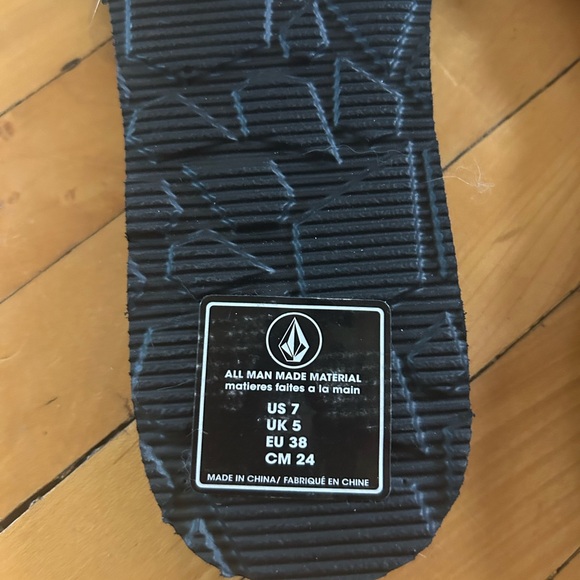 ALL MAN MADE MATERIAL
matieres faites a la main
US 7
UK 5
EU 38
CM 24
MADE IN CHINA/ FABRIQUÉ EN CHINE